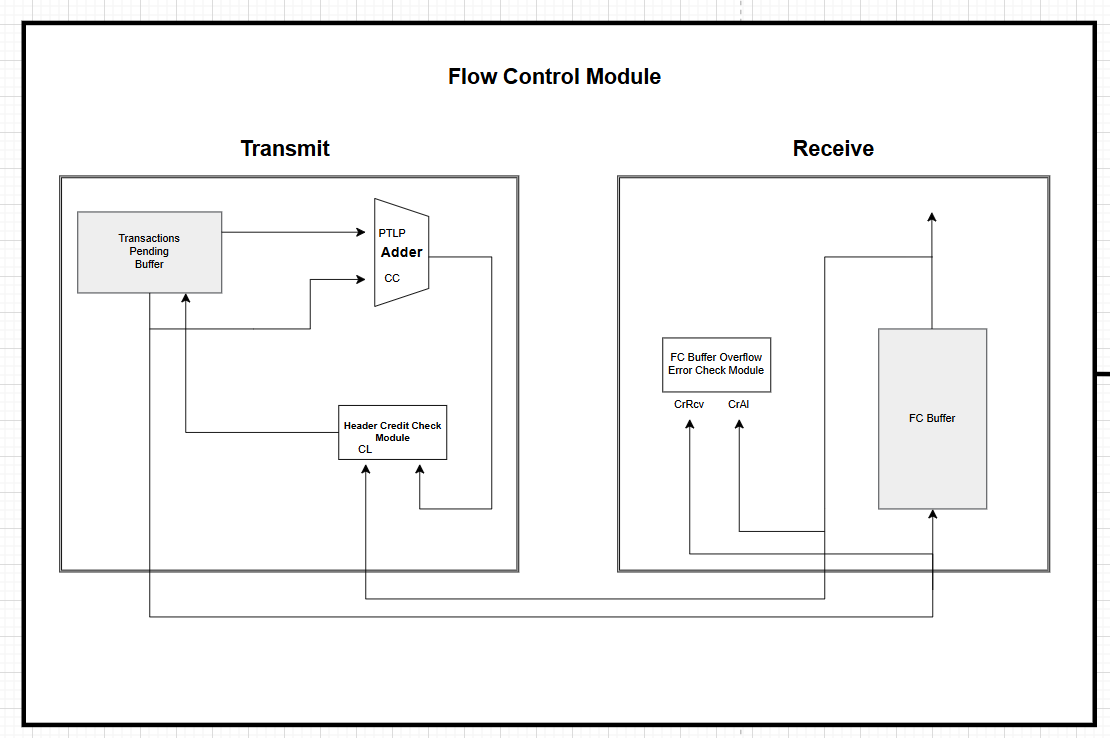 Flow Control Module
Transmit
Receive
Transactions
Pending
Buffer
PTLP
Adder
CC
Header Credit Check
Module
CL
FC Buffer Overflow
Error Check Module
CrRcv
CrAl
FC Buffer